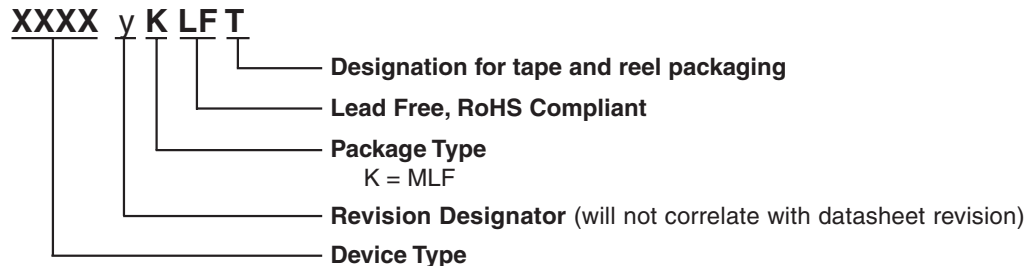 XXXX y K LF T
Designation for tape and reel packaging
Lead Free, RoHS Compliant
Package Type
K = MLF
Revision Designator (will not correlate with datasheet revision)
Device Type